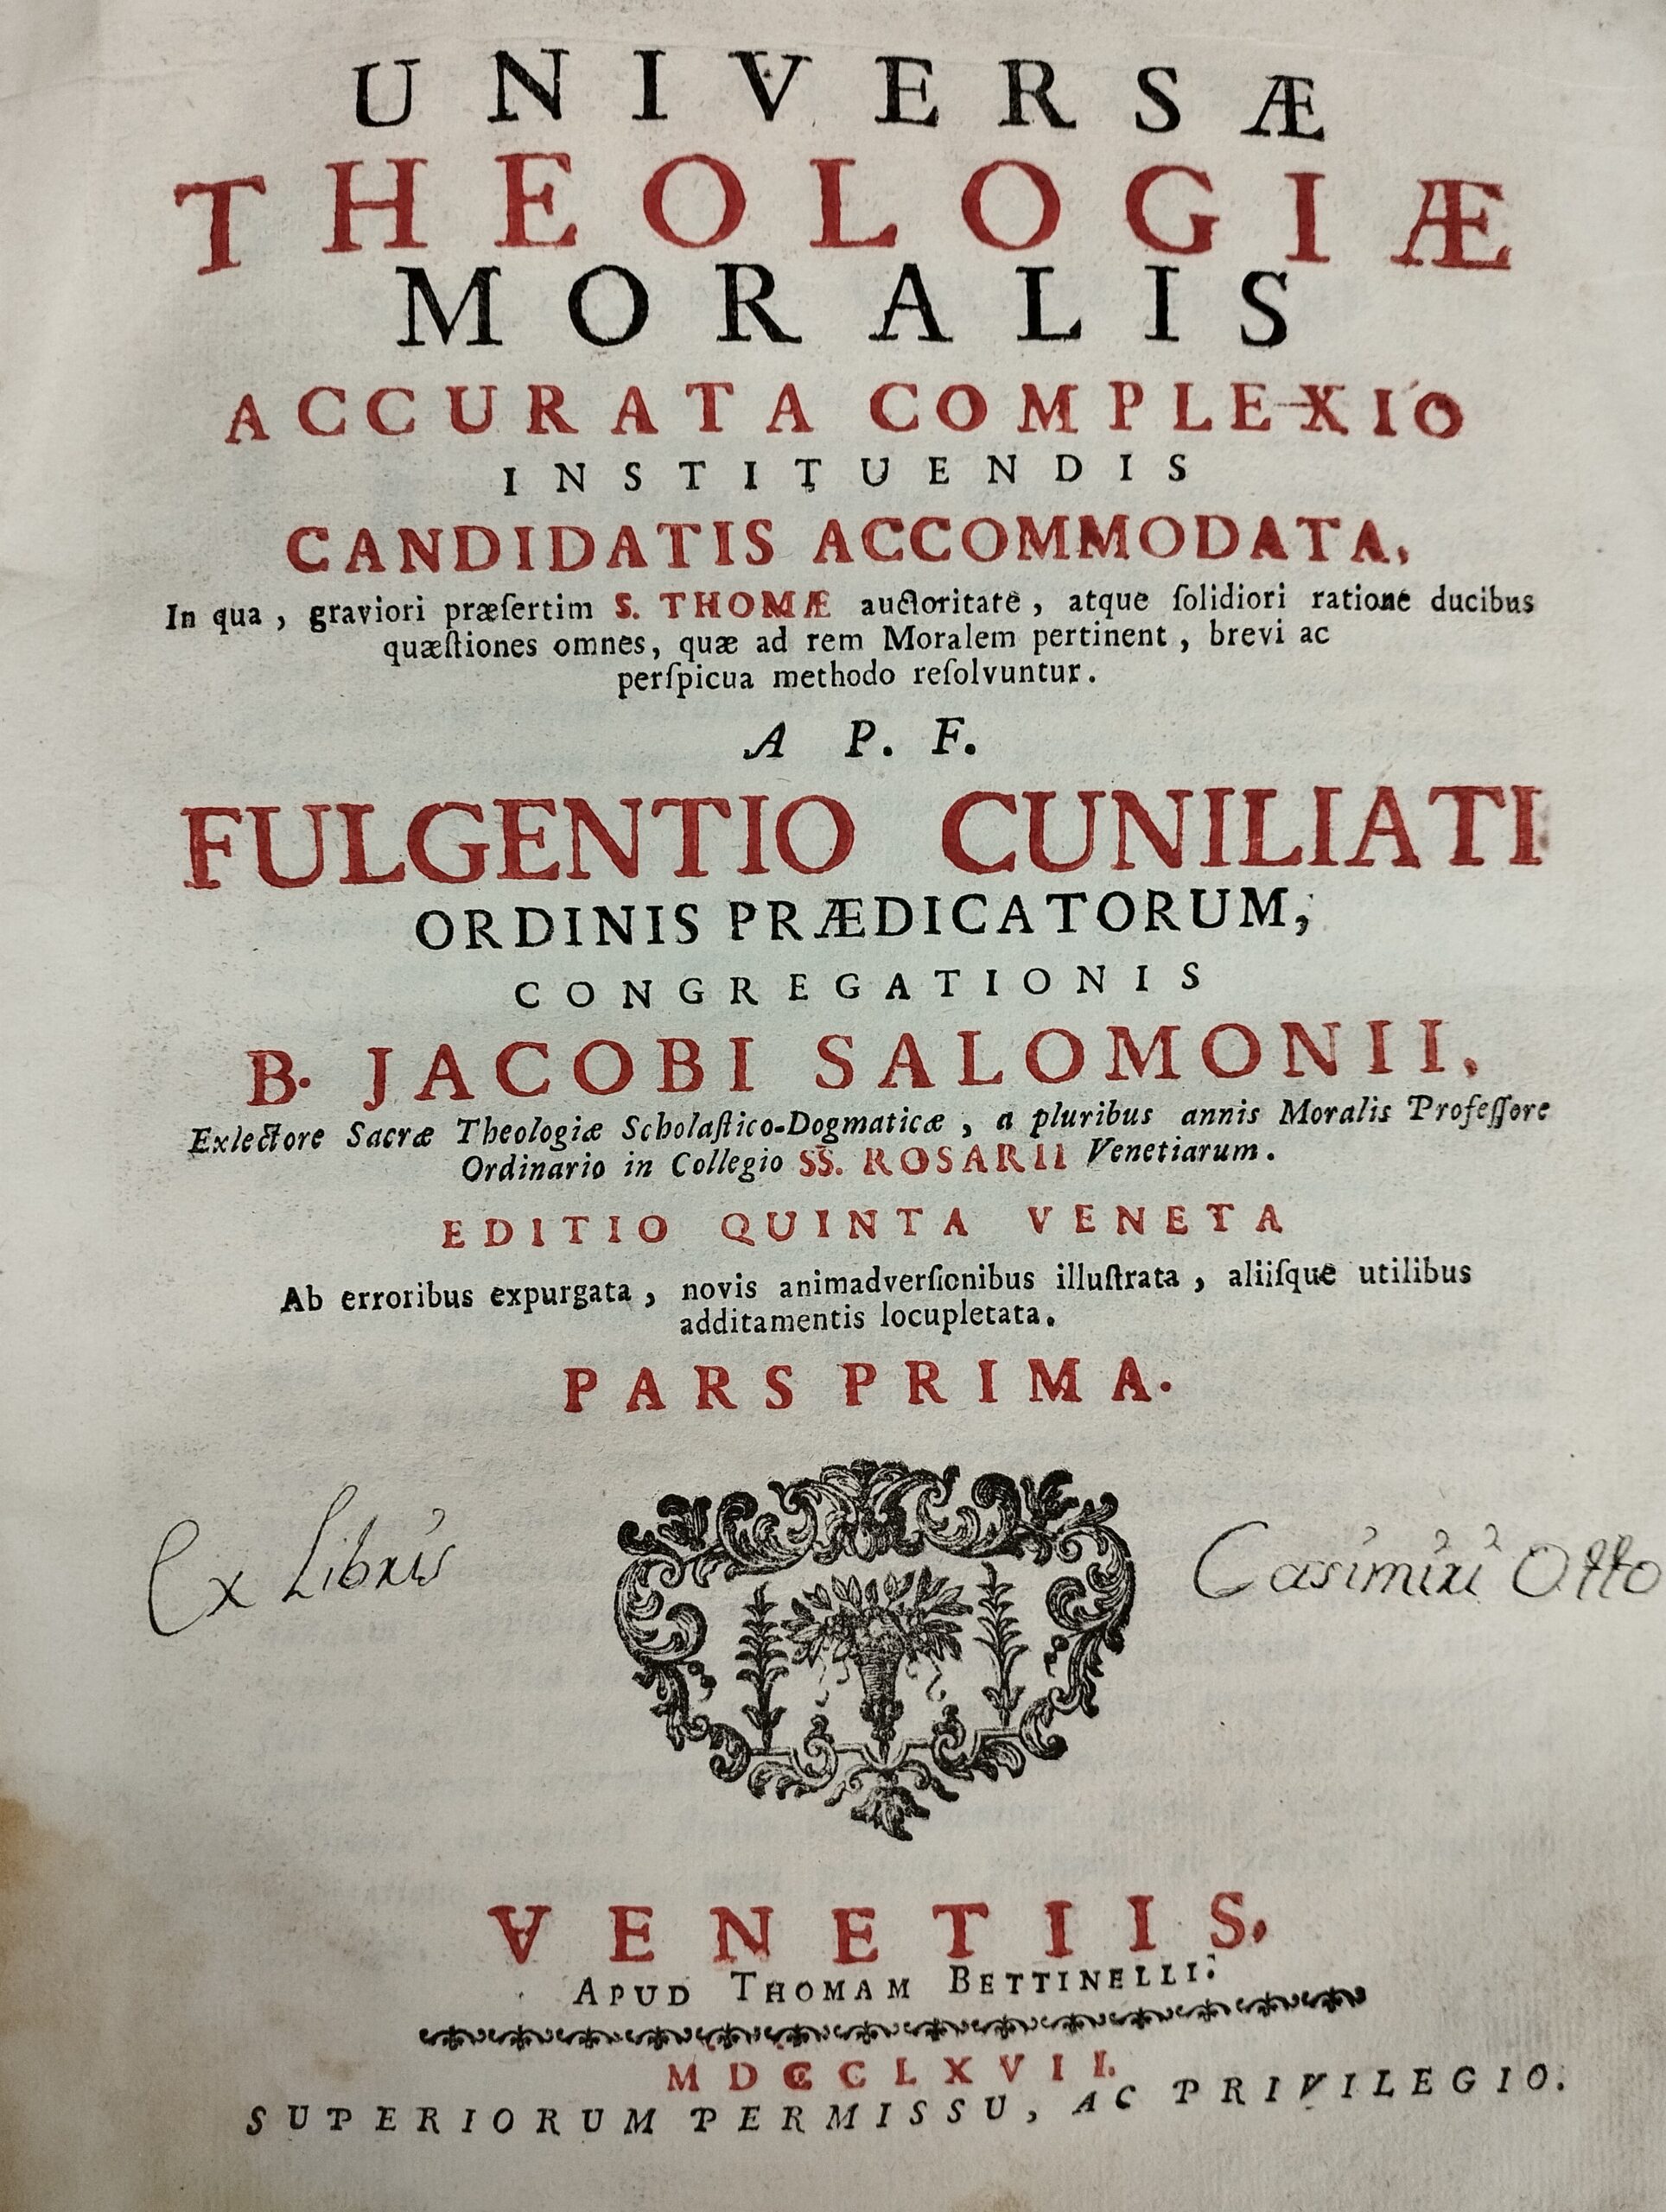 UNIVERSÆ
THEOLOGIÆ
MORALIS
ACCURATA COMPLEXIO
INSTITUENDIS
CANDIDATIS ACCOMMODATA,
In qua, graviori præſertim S. THOMÆ auctoritate, atque ſolidiori ratione ducibus
quæſtiones omnes, quæ ad rem Moralem pertinent, brevi ac
perſpicua methodo reſolvuntur.
A P. F.
FULGENTIO CUNILIATI
ORDINIS PRÆDICATORUM,
CONGREGATIONIS
B. JACOBI SALOMONII,
Exlectore Sacræ Theologiæ Scholaſtico-Dogmaticæ, a pluribus annis Moralis Profeſſore
Ordinario in Collegio SS. ROSARII Venetiarum.
EDITIO QUINTA VENETA
Ab erroribus expurgata, novis animadverſionibus illuſtrata, aliiſque utilibus
additamentis locupletata.
PARS PRIMA.
Ex Libris Casimiri Otto
VENETIIS.
APUD THOMAM BETTINELLI.
MDCCLXVII.
SUPERIORUM PERMISSU, AC PRIVILEGIO.